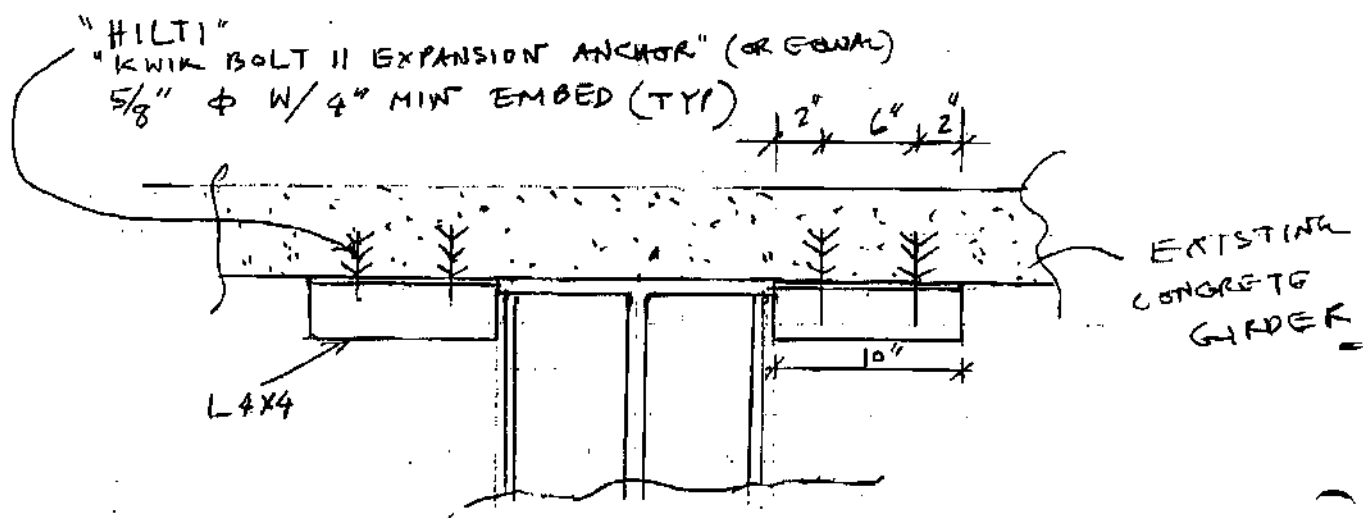 "HILTI"
"KWIK BOLT II EXPANSION ANCHOR" (OR EQUAL)
5/8" φ W/ 4" MIN EMBED (TYP)
2" 6" 2"
EXISTING
CONCRETE
GIRDER
10"
L 4X4